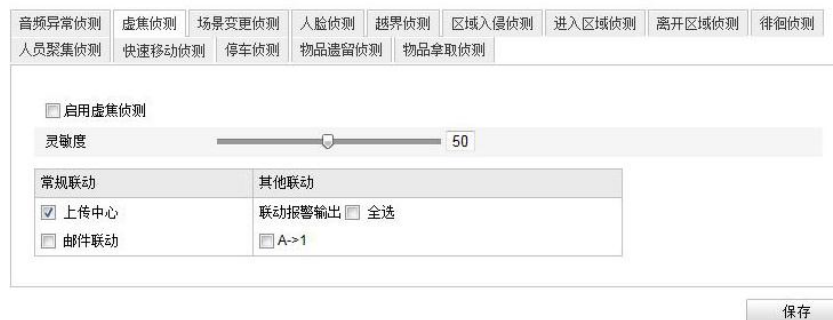 音频异常侦测 虚焦侦测 场景变更侦测 人脸侦测 越界侦测 区域入侵侦测 进入区域侦测 离开区域侦测 徘徊侦测
人员聚集侦测 快速移动侦测 停车侦测 物品遗留侦测 物品拿取侦测
启用虚焦侦测
灵敏度 50
常规联动 其他联动
上传中心 联动报警输出 全选
邮件联动 A->1
保存